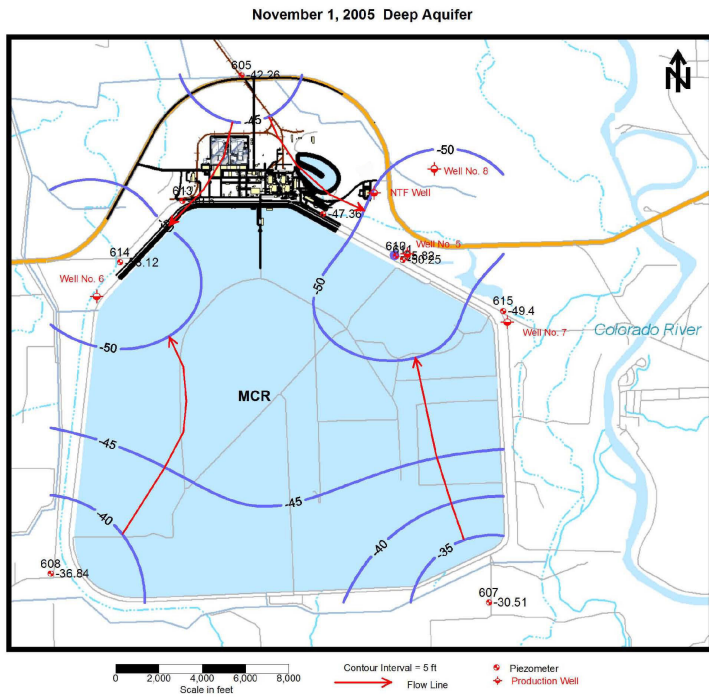 November 1, 2005 Deep Aquifer
605
-42.26
N
-45
-50
Well No. 8
613
NTF Well
-47.36
614
Well No. 6
610
Well No. 5
-50.25
-50
615
-49.4
Well No. 7
Colorado River
-50
MCR
-45
-45
-40
-40
-35
608
-36.84
607
-30.51
0 2,000 4,000 6,000 8,000
Scale in feet
Contour Interval = 5 ft
Flow Line
Piezometer
Production Well